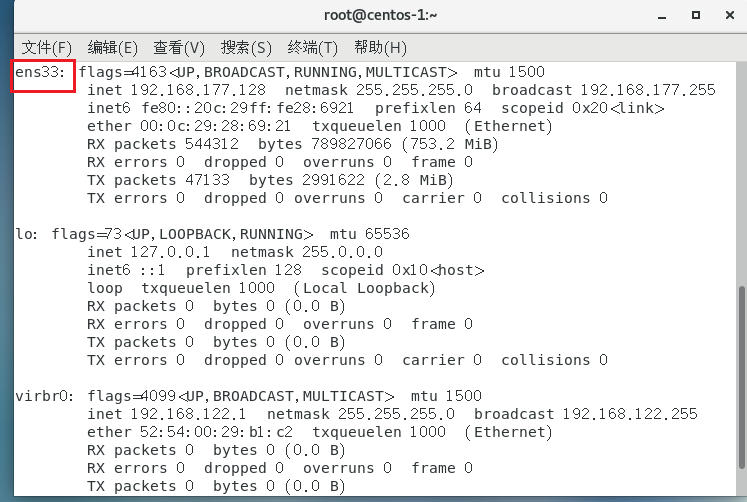 root@centos-1:~
文件(F) 编辑(E) 查看(V) 搜索(S) 终端(T) 帮助(H)
ens33: flags=4163<UP,BROADCAST,RUNNING,MULTICAST> mtu 1500
inet 192.168.177.128 netmask 255.255.255.0 broadcast 192.168.177.255
inet6 fe80::20c:29ff:fe28:6921 prefixlen 64 scopeid 0x20<link>
ether 00:0c:29:28:69:21 txqueuelen 1000 (Ethernet)
RX packets 544312 bytes 789827066 (753.2 MiB)
RX errors 0 dropped 0 overruns 0 frame 0
TX packets 47133 bytes 2991622 (2.8 MiB)
TX errors 0 dropped 0 overruns 0 carrier 0 collisions 0
lo: flags=73<UP,LOOPBACK,RUNNING> mtu 65536
inet 127.0.0.1 netmask 255.0.0.0
inet6 ::1 prefixlen 128 scopeid 0x10<host>
loop txqueuelen 1000 (Local Loopback)
RX packets 0 bytes 0 (0.0 B)
RX errors 0 dropped 0 overruns 0 frame 0
TX packets 0 bytes 0 (0.0 B)
TX errors 0 dropped 0 overruns 0 carrier 0 collisions 0
virbr0: flags=4099<UP,BROADCAST,MULTICAST> mtu 1500
inet 192.168.122.1 netmask 255.255.255.0 broadcast 192.168.122.255
ether 52:54:00:29:b1:c2 txqueuelen 1000 (Ethernet)
RX packets 0 bytes 0 (0.0 B)
RX errors 0 dropped 0 overruns 0 frame 0
TX packets 0 bytes 0 (0.0 B)